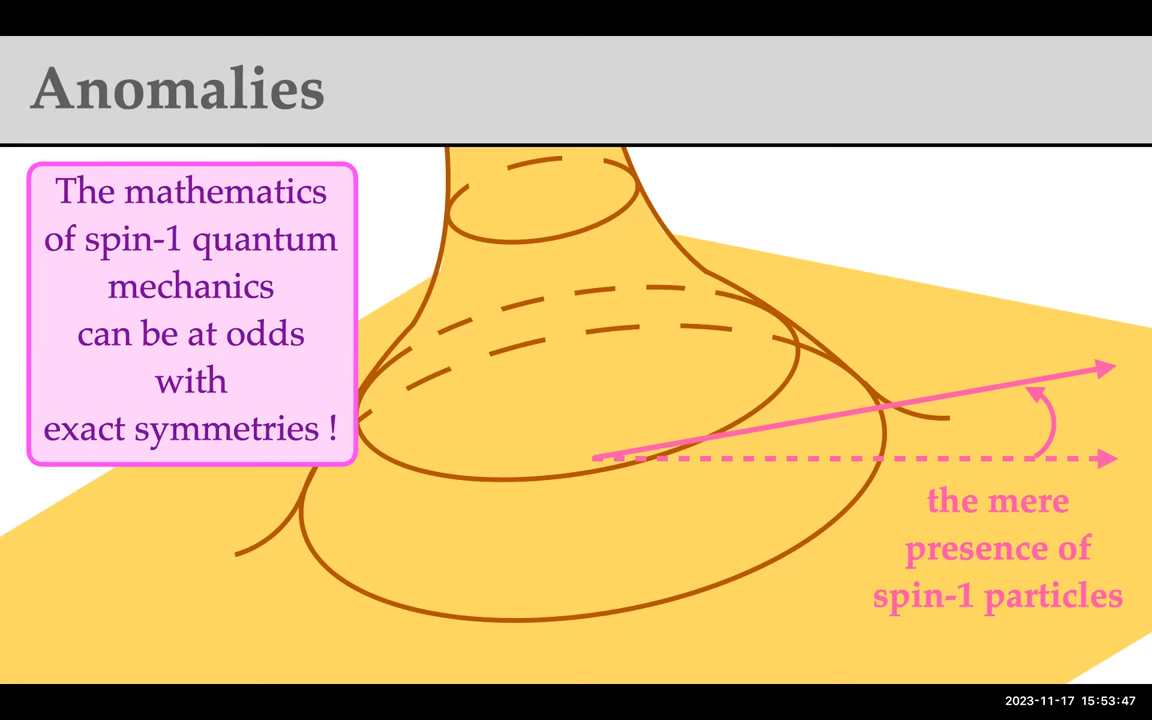 Anomalies
The mathematics
of spin-1 quantum
mechanics
can be at odds
with
exact symmetries !
the mere
presence of
spin-1 particles
2023-11-17 15:53:47